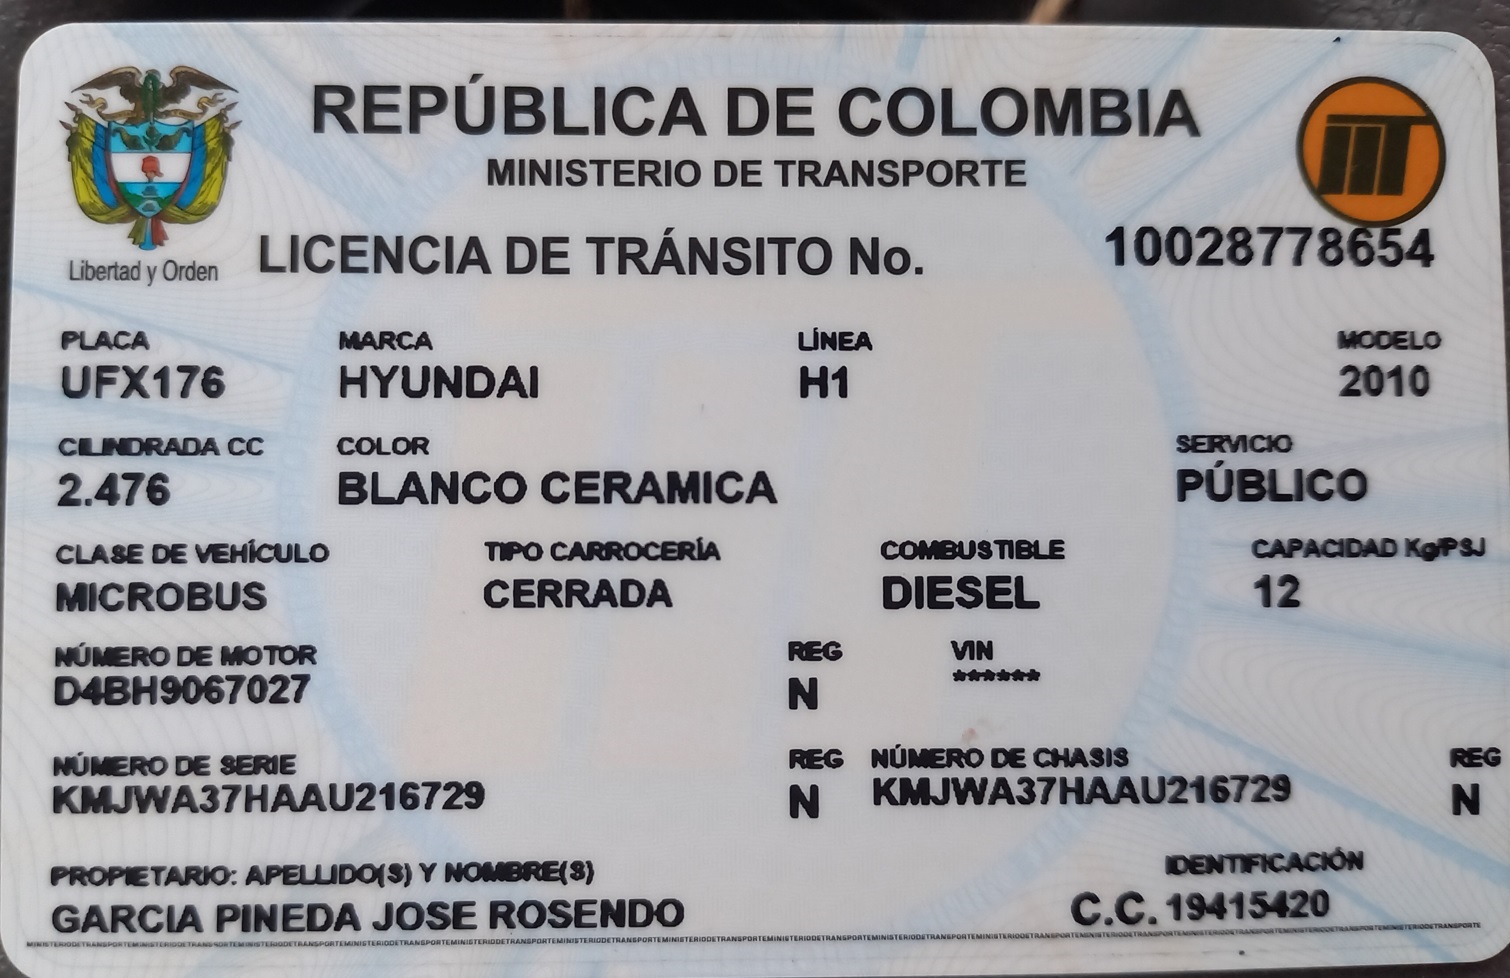 REPÚBLICA DE COLOMBIA
MINISTERIO DE TRANSPORTE
Libertad y Orden
LICENCIA DE TRÁNSITO No. 10028778654
PLACA MARCA LÍNEA MODELO
UFX176 HYUNDAI H1 2010
CILINDRADA CC COLOR SERVICIO
2.476 BLANCO CERAMICA PÚBLICO
CLASE DE VEHÍCULO TIPO CARROCERÍA COMBUSTIBLE CAPACIDAD Kg/PSJ
MICROBUS CERRADA DIESEL 12
NÚMERO DE MOTOR REG VIN
D4BH9067027 N ******
NÚMERO DE SERIE REG NÚMERO DE CHASIS REG
KMJWA37HAAU216729 N KMJWA37HAAU216729 N
PROPIETARIO: APELLIDO(S) Y NOMBRE(S) IDENTIFICACIÓN
GARCIA PINEDA JOSE ROSENDO C.C. 19415420